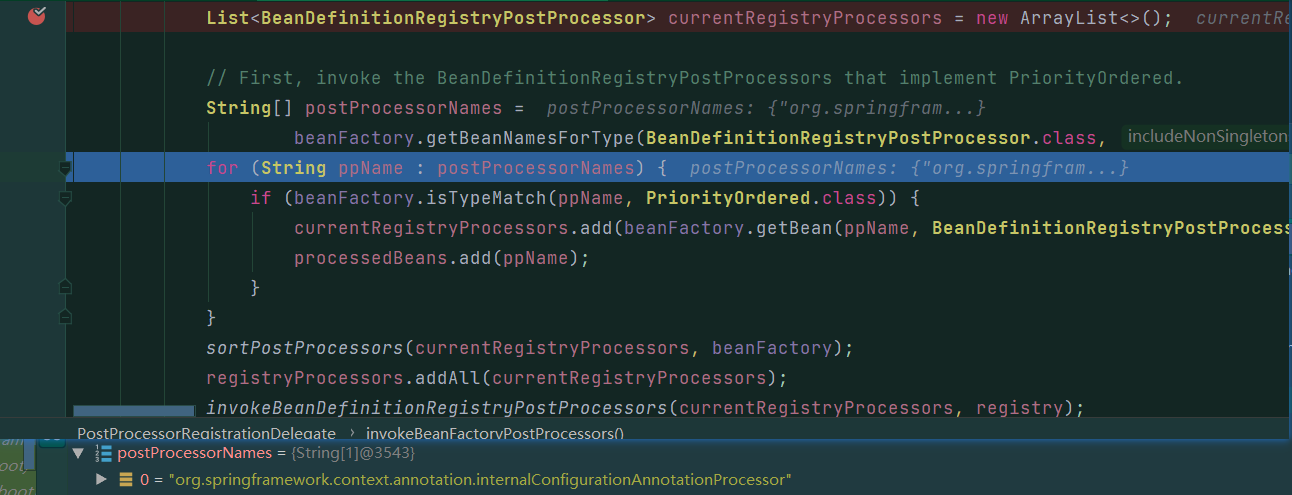 List<BeanDefinitionRegistryPostProcessor> currentRegistryProcessors = new ArrayList<>(); currentRe
// First, invoke the BeanDefinitionRegistryPostProcessors that implement PriorityOrdered.
String[] postProcessorNames = postProcessorNames: {"org.springfram...}
beanFactory.getBeanNamesForType(BeanDefinitionRegistryPostProcessor.class, includeNonSingleton
for (String ppName : postProcessorNames) { postProcessorNames: {"org.springfram...}
if (beanFactory.isTypeMatch(ppName, PriorityOrdered.class)) {
currentRegistryProcessors.add(beanFactory.getBean(ppName, BeanDefinitionRegistryPostProcess
processedBeans.add(ppName);
}
}
sortPostProcessors(currentRegistryProcessors, beanFactory);
registryProcessors.addAll(currentRegistryProcessors);
invokeBeanDefinitionRegistryPostProcessors(currentRegistryProcessors, registry);
PostProcessorRegistrationDelegate › invokeBeanFactoryPostProcessors()
postProcessorNames = {String[1]@3543}
0 = "org.springframework.context.annotation.internalConfigurationAnnotationProcessor"